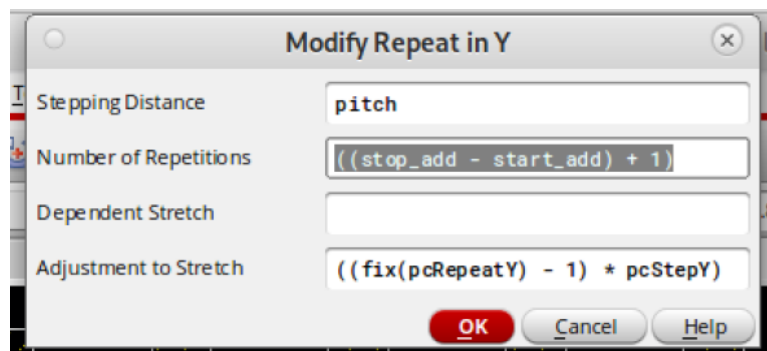 Modify Repeat in Y
T
Stepping Distance
pitch
Number of Repetitions
((stop_add - start_add) + 1)
Dependent Stretch
Adjustment to Stretch
((fix(pcRepeatY) - 1) * pcStepY)
OK
Cancel
Help